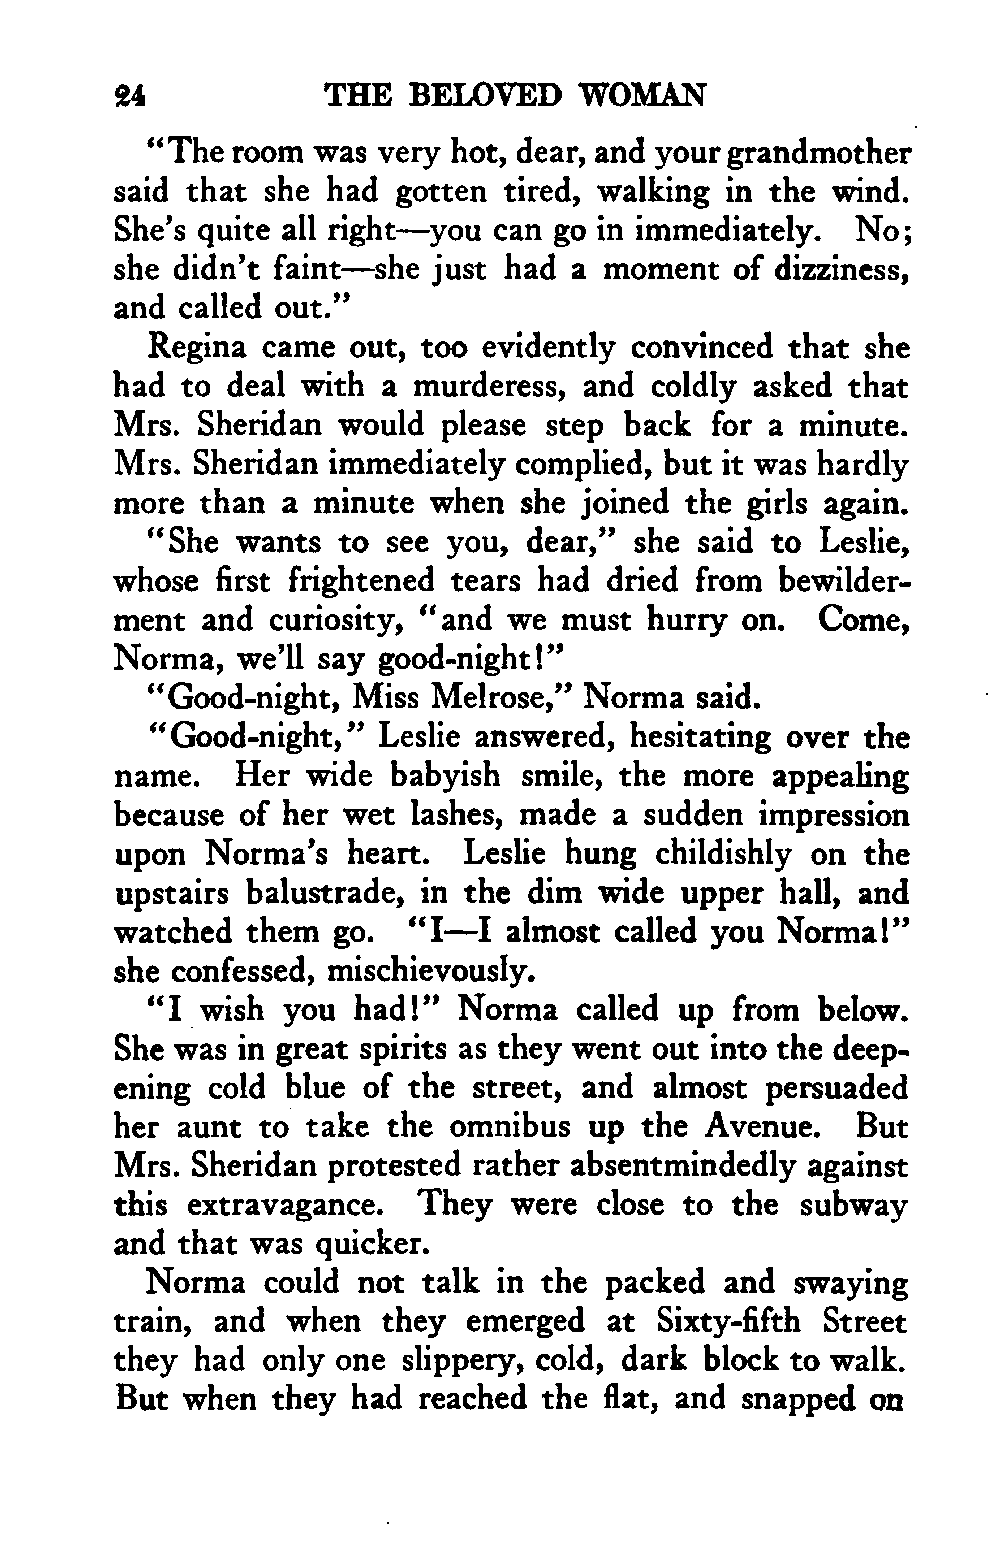 24 THE BELOVED WOMAN
"The room was very hot, dear, and your grandmother
said that she had gotten tired, walking in the wind.
She's quite all right—you can go in immediately. No;
she didn't faint—she just had a moment of dizziness,
and called out."
Regina came out, too evidently convinced that she
had to deal with a murderess, and coldly asked that
Mrs. Sheridan would please step back for a minute.
Mrs. Sheridan immediately complied, but it was hardly
more than a minute when she joined the girls again.
"She wants to see you, dear," she said to Leslie,
whose first frightened tears had dried from bewilder-
ment and curiosity, "and we must hurry on. Come,
Norma, we'll say good-night!"
"Good-night, Miss Melrose," Norma said.
"Good-night," Leslie answered, hesitating over the
name. Her wide babyish smile, the more appealing
because of her wet lashes, made a sudden impression
upon Norma's heart. Leslie hung childishly on the
upstairs balustrade, in the dim wide upper hall, and
watched them go. "I—I almost called you Norma!"
she confessed, mischievously.
"I wish you had!" Norma called up from below.
She was in great spirits as they went out into the deep-
ening cold blue of the street, and almost persuaded
her aunt to take the omnibus up the Avenue. But
Mrs. Sheridan protested rather absentmindedly against
this extravagance. They were close to the subway
and that was quicker.
Norma could not talk in the packed and swaying
train, and when they emerged at Sixty-fifth Street
they had only one slippery, cold, dark block to walk.
But when they had reached the flat, and snapped on